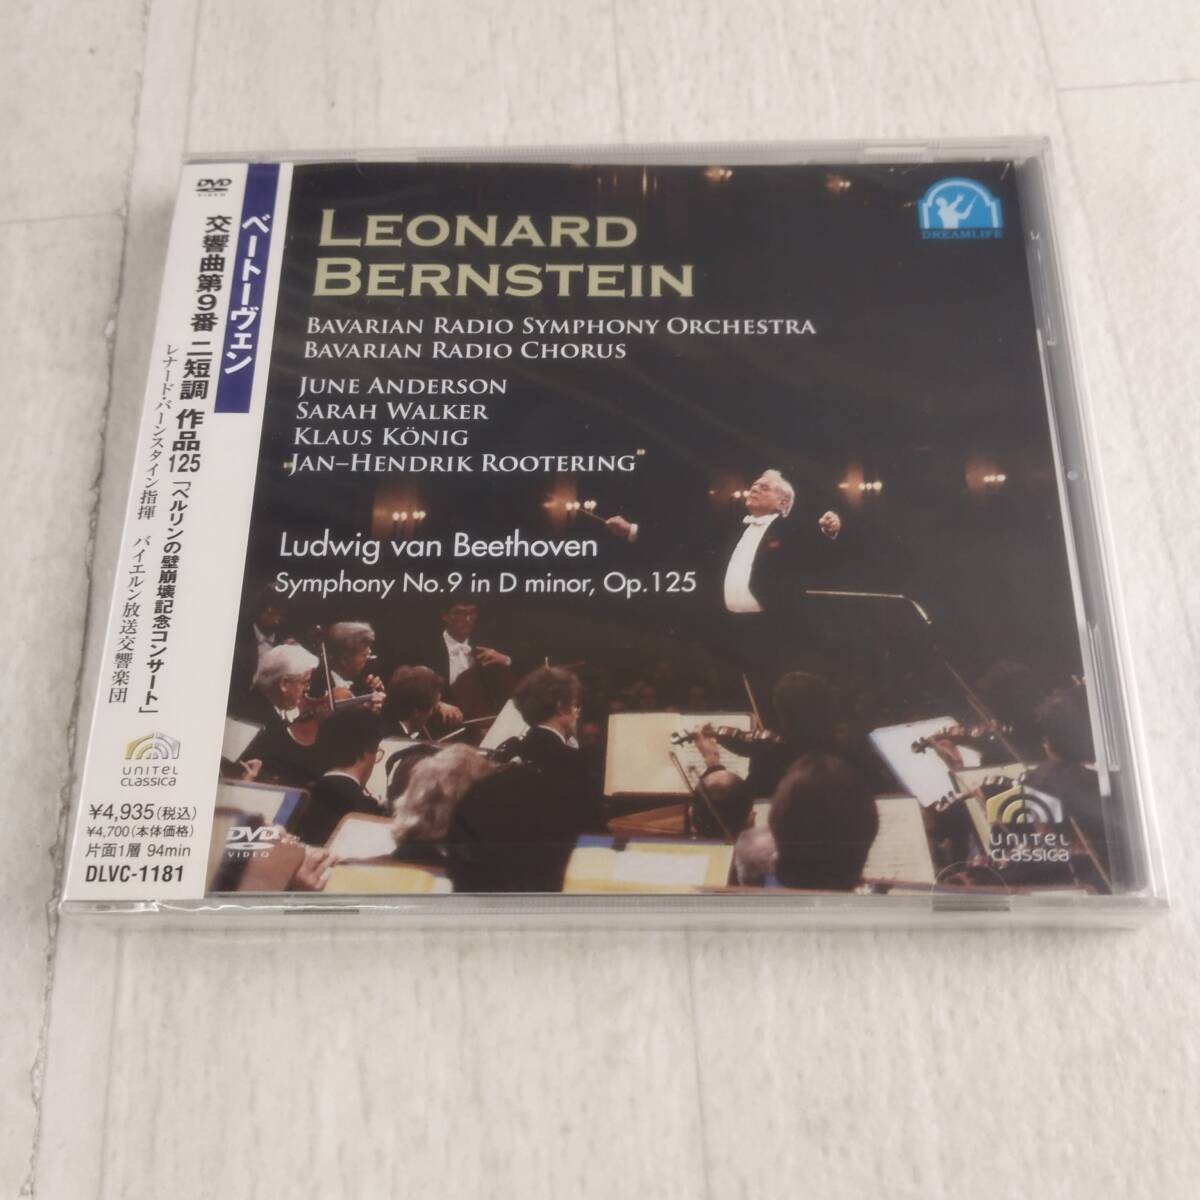 DVD
VIDEO
ベートーヴェン
交響曲第9番 ニ短調 作品125「ベルリンの壁崩壊記念コンサート」
レナード・バーンスタイン指揮 バイエルン放送交響楽団
UNITEL
CLASSICA
¥4,935(税込)
¥4,700(本体価格)
片面1層 94min
DLVC-1181
LEONARD
BERNSTEIN
DREAMLIFE
BAVARIAN RADIO SYMPHONY ORCHESTRA
BAVARIAN RADIO CHORUS
JUNE ANDERSON
SARAH WALKER
KLAUS KÖNIG
JAN-HENDRIK ROOTERING
Ludwig van Beethoven
Symphony No.9 in D minor, Op.125
DVD
VIDEO
UNITEL
CLASSICA